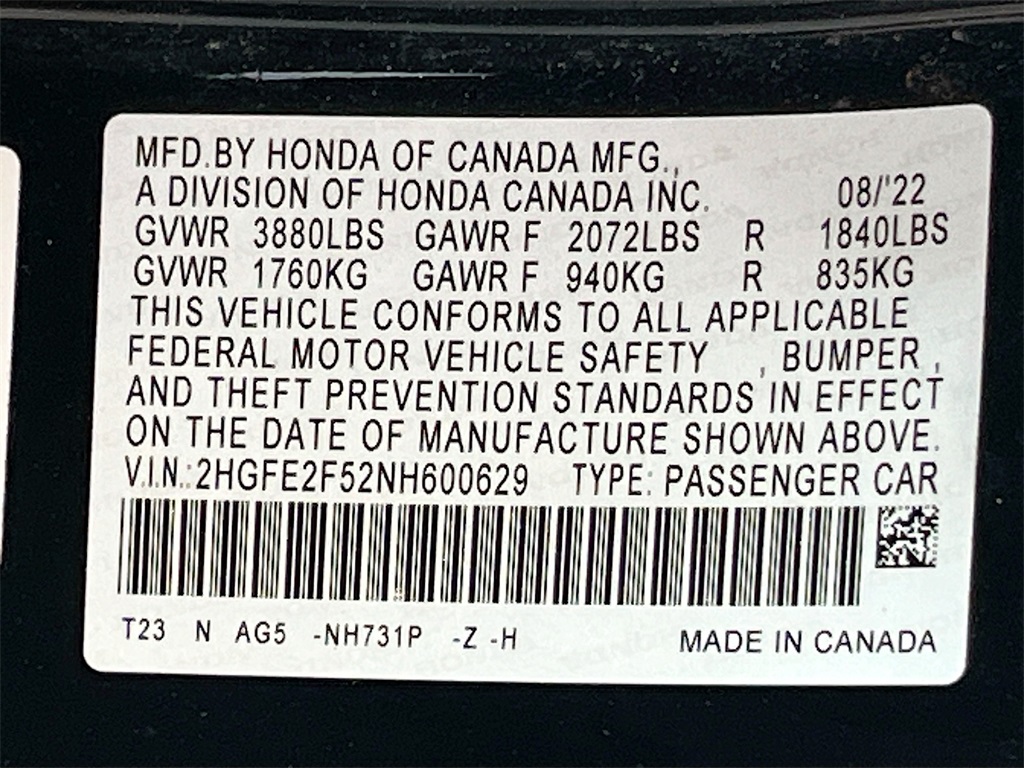 MFD.BY HONDA OF CANADA MFG.,
A DIVISION OF HONDA CANADA INC. 08/'22
GVWR 3880LBS GAWR F 2072LBS R 1840LBS
GVWR 1760KG GAWR F 940KG R 835KG
THIS VEHICLE CONFORMS TO ALL APPLICABLE
FEDERAL MOTOR VEHICLE SAFETY , BUMPER ,
AND THEFT PREVENTION STANDARDS IN EFFECT
ON THE DATE OF MANUFACTURE SHOWN ABOVE.
V.I.N.: 2HGFE2F52NH600629 TYPE: PASSENGER CAR
T23 N AG5 -NH731P -Z -H MADE IN CANADA